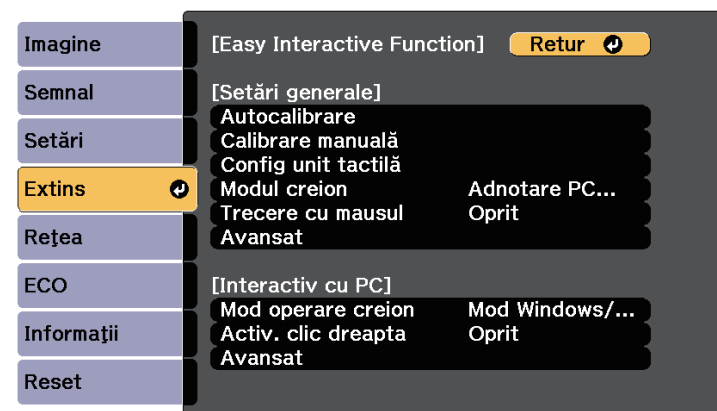 Imagine
Semnal
Setări
Extins
Reţea
ECO
Informaţii
Reset
[Easy Interactive Function] Retur
[Setări generale]
Autocalibrare
Calibrare manuală
Config unit tactilă
Modul creion Adnotare PC...
Trecere cu mausul Oprit
Avansat
[Interactiv cu PC]
Mod operare creion Mod Windows/...
Activ. clic dreapta Oprit
Avansat